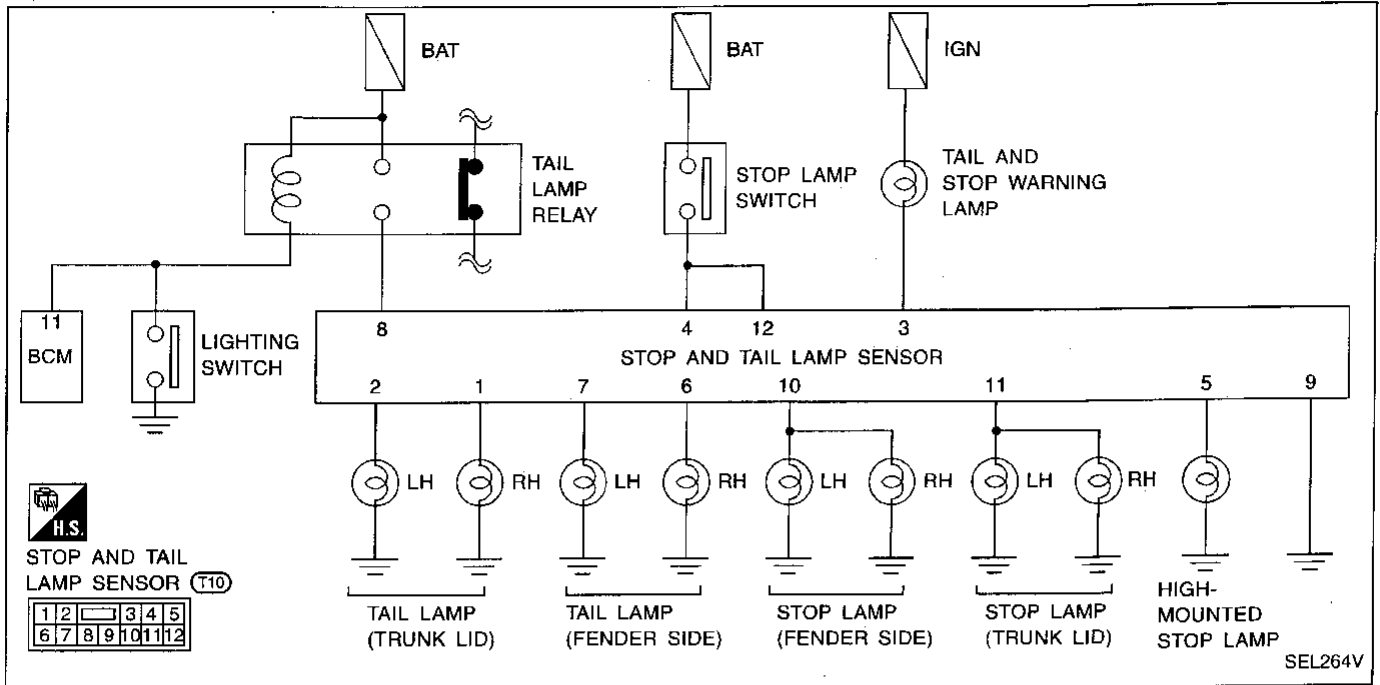 BAT
BAT
IGN
TAIL
LAMP
RELAY
STOP LAMP
SWITCH
TAIL AND
STOP WARNING
LAMP
11
BCM
LIGHTING
SWITCH
8 4 12 3
STOP AND TAIL LAMP SENSOR
2 1 7 6 10 11 5 9
LH RH LH RH LH RH LH RH
H.S.
STOP AND TAIL
LAMP SENSOR T10
1 2 3 4 5
6 7 8 9 10 11 12
TAIL LAMP
(TRUNK LID)
TAIL LAMP
(FENDER SIDE)
STOP LAMP
(FENDER SIDE)
STOP LAMP
(TRUNK LID)
HIGH-
MOUNTED
STOP LAMP
SEL264V